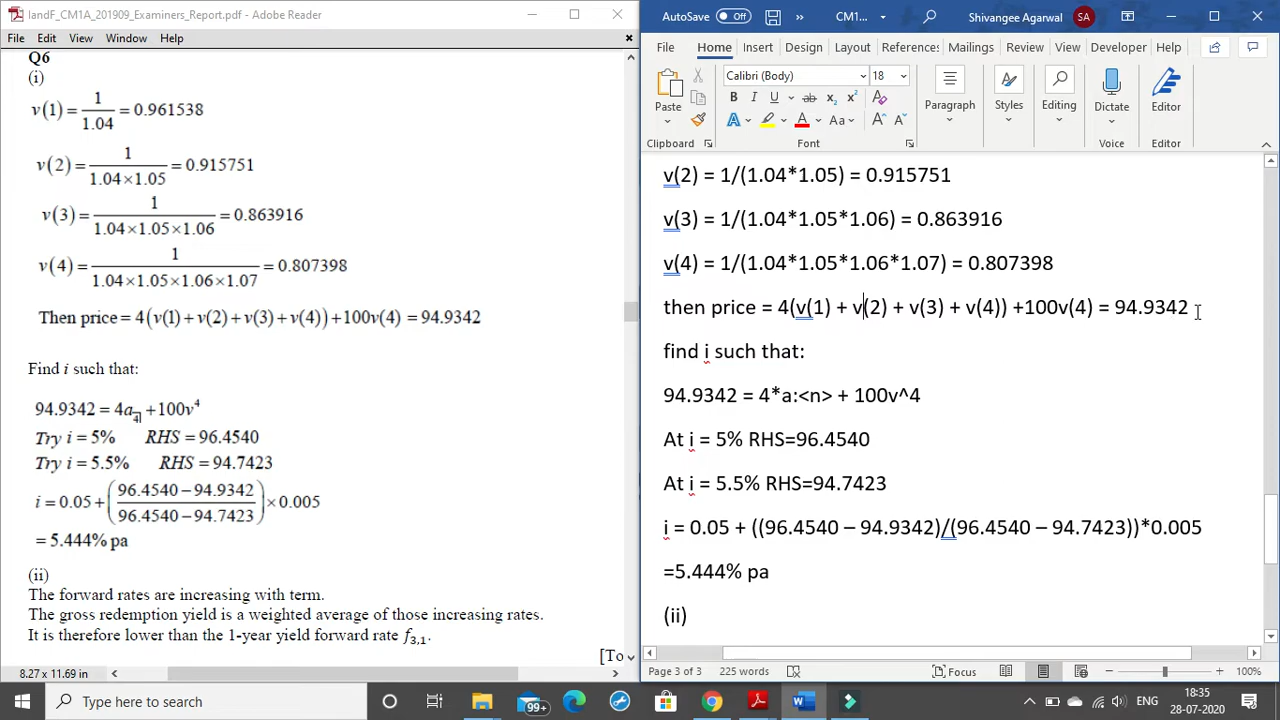 IandF_CM1A_201909_Examiners_Report.pdf - Adobe Reader
File Edit View Window Help
Q6
(i)
v(1) = 1/1.04 = 0.961538
v(2) = 1/1.04×1.05 = 0.915751
v(3) = 1/1.04×1.05×1.06 = 0.863916
v(4) = 1/1.04×1.05×1.06×1.07 = 0.807398
Then price = 4(v(1)+v(2)+v(3)+v(4))+100v(4) = 94.9342
Find i such that:
94.9342 = 4a4̅| +100v⁴
Try i = 5% RHS = 96.4540
Try i = 5.5% RHS = 94.7423
i = 0.05 + (96.4540 − 94.9342/96.4540 − 94.7423) × 0.005
= 5.444% pa
(ii)
The forward rates are increasing with term.
The gross redemption yield is a weighted average of those increasing rates.
It is therefore lower than the 1-year yield forward rate f3,1.
[To
8.27 x 11.69 in
AutoSave Off CM1... Shivangee Agarwal SA
File Home Insert Design Layout Reference: Mailings Review View Developer Help
Calibri (Body) 18
Paste
B I U ab x₂ x²
A A Aa A A
Paragraph Styles Editing Dictate Editor
Clipboard Font Voice Editor
v(2) = 1/(1.04*1.05) = 0.915751
v(3) = 1/(1.04*1.05*1.06) = 0.863916
v(4) = 1/(1.04*1.05*1.06*1.07) = 0.807398
then price = 4(v(1) + v(2) + v(3) + v(4)) +100v(4) = 94.9342
find i such that:
94.9342 = 4*a:<n> + 100v^4
At i = 5% RHS=96.4540
At i = 5.5% RHS=94.7423
i = 0.05 + ((96.4540 – 94.9342)/(96.4540 – 94.7423))*0.005
=5.444% pa
(ii)
Page 3 of 3 225 words Focus 100%
Type here to search
99+
ENG
18:35
28-07-2020